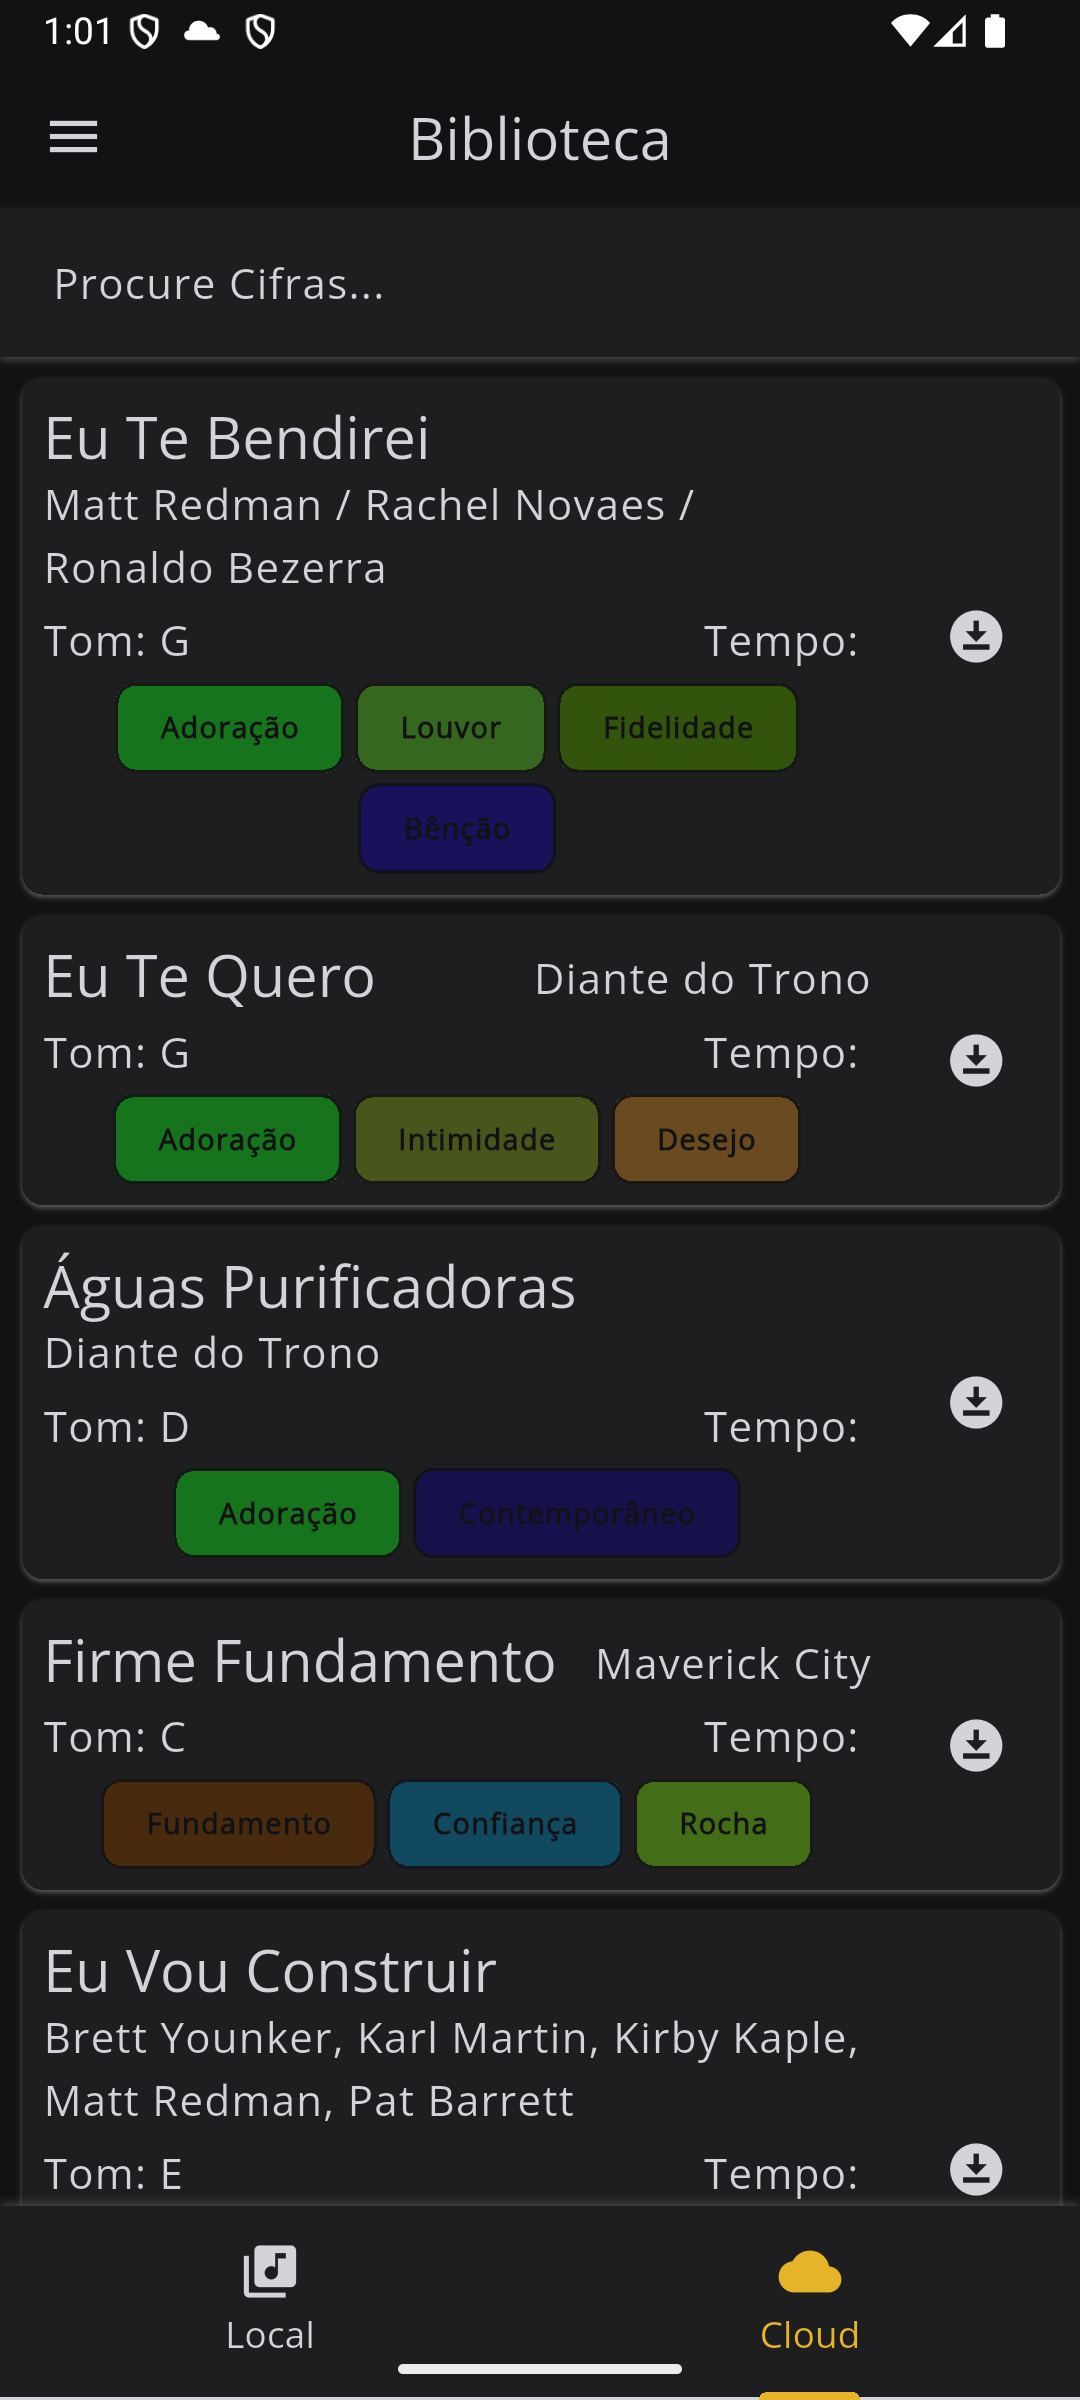 1:01
Biblioteca
Procure Cifras...
Eu Te Bendirei
Matt Redman / Rachel Novaes /
Ronaldo Bezerra
Tom: G Tempo:
Adoração Louvor Fidelidade
Bênção
Eu Te Quero Diante do Trono
Tom: G Tempo:
Adoração Intimidade Desejo
Águas Purificadoras
Diante do Trono
Tom: D Tempo:
Adoração Contemporâneo
Firme Fundamento Maverick City
Tom: C Tempo:
Fundamento Confiança Rocha
Eu Vou Construir
Brett Younker, Karl Martin, Kirby Kaple,
Matt Redman, Pat Barrett
Tom: E Tempo:
Local Cloud